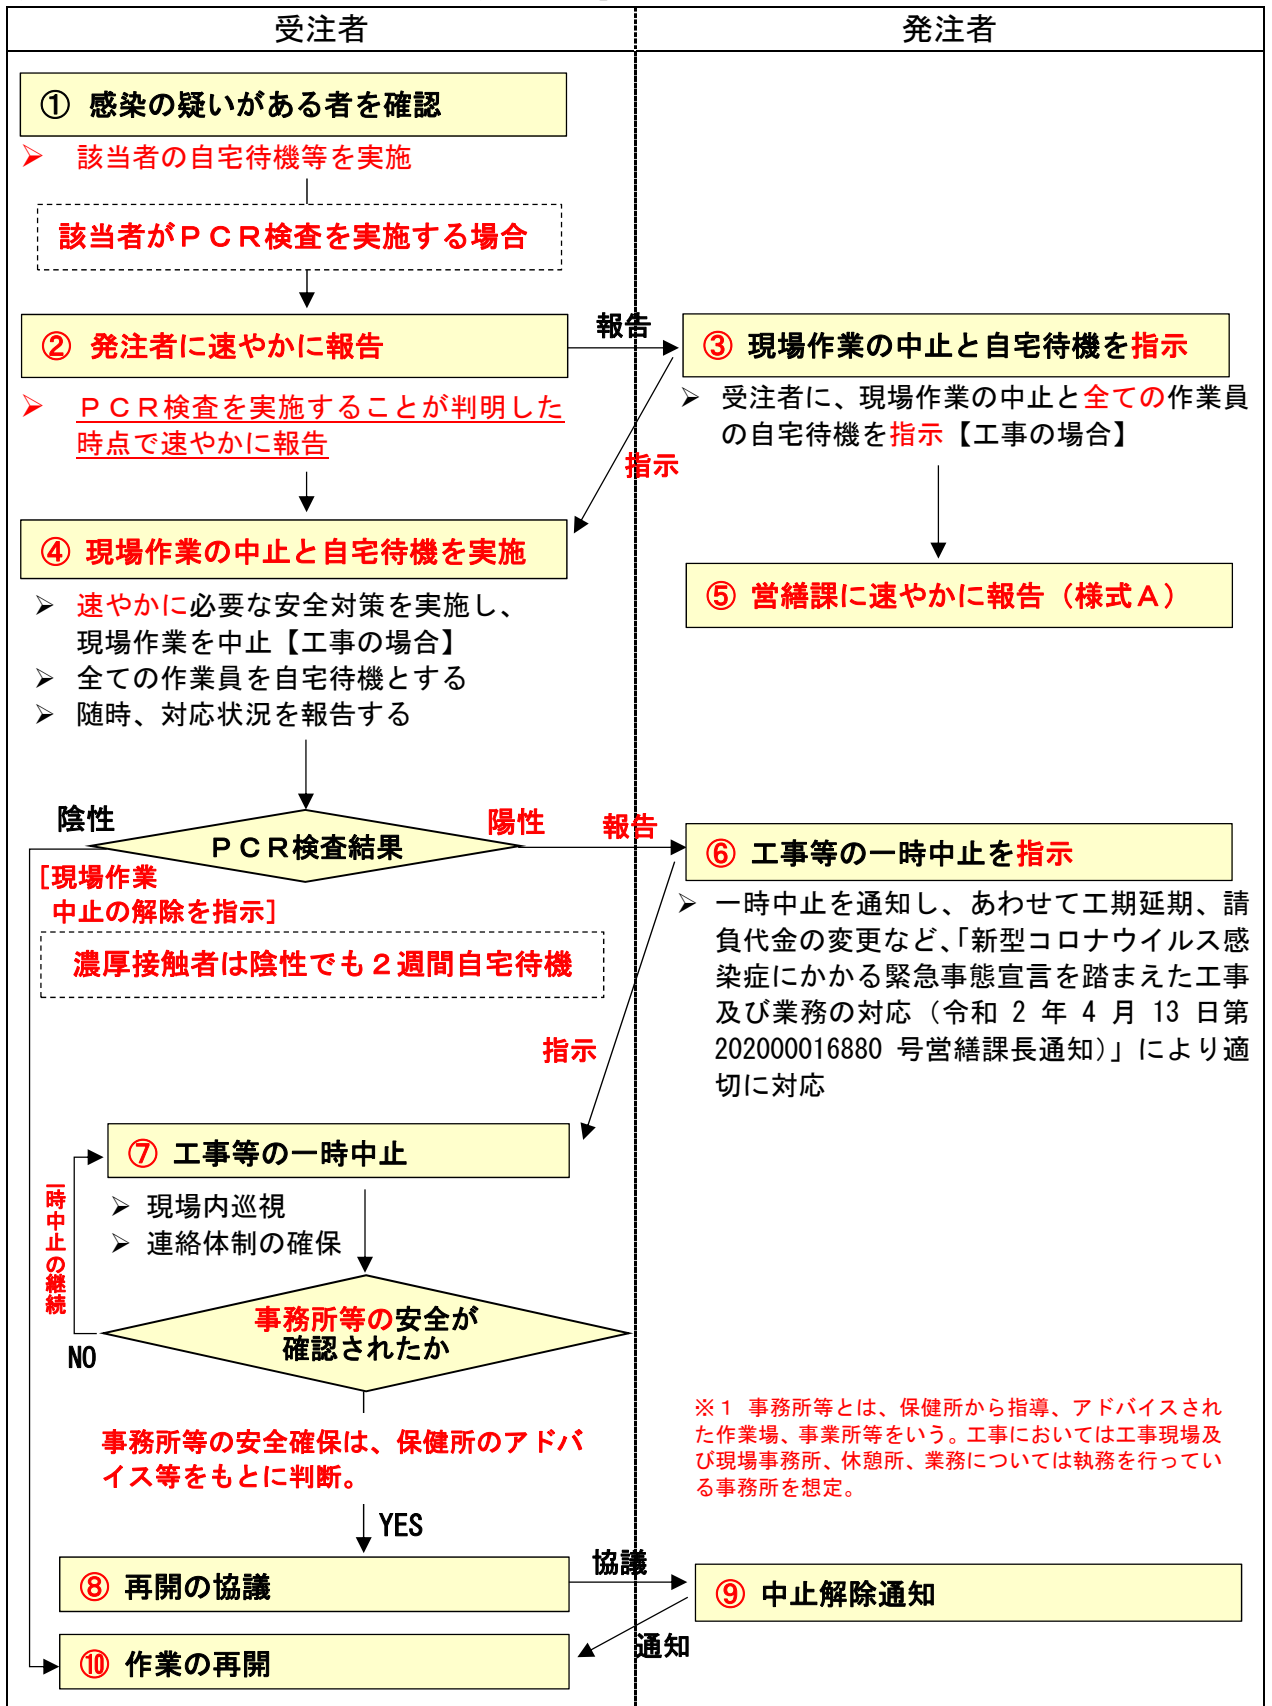 受注者
発注者
① 感染の疑いがある者を確認
➢ 該当者の自宅待機等を実施
該当者がＰＣＲ検査を実施する場合
② 発注者に速やかに報告
報告
③ 現場作業の中止と自宅待機を指示
➢ ＰＣＲ検査を実施することが判明した
時点で速やかに報告
➢ 受注者に、現場作業の中止と全ての作業員
の自宅待機を指示【工事の場合】
指示
④ 現場作業の中止と自宅待機を実施
⑤ 営繕課に速やかに報告（様式Ａ）
➢ 速やかに必要な安全対策を実施し、
現場作業を中止【工事の場合】
➢ 全ての作業員を自宅待機とする
➢ 随時、対応状況を報告する
陰性
ＰＣＲ検査結果
陽性
報告
⑥ 工事等の一時中止を指示
[現場作業
中止の解除を指示]
濃厚接触者は陰性でも２週間自宅待機
➢ 一時中止を通知し、あわせて工期延期、請
負代金の変更など、「新型コロナウイルス感
染症にかかる緊急事態宣言を踏まえた工事
及び業務の対応（令和 2 年 4 月 13 日第
202000016880 号営繕課長通知）」により適
切に対応
指示
⑦ 工事等の一時中止
➢ 現場内巡視
➢ 連絡体制の確保
一時中止の継続
事務所等の安全が
確認されたか
NO
事務所等の安全確保は、保健所のアドバ
イス等をもとに判断。
※１ 事務所等とは、保健所から指導、アドバイスされ
た作業場、事業所等をいう。工事においては工事現場及
び現場事務所、休憩所、業務については執務を行ってい
る事務所を想定。
YES
⑧ 再開の協議
協議
⑨ 中止解除通知
通知
⑩ 作業の再開